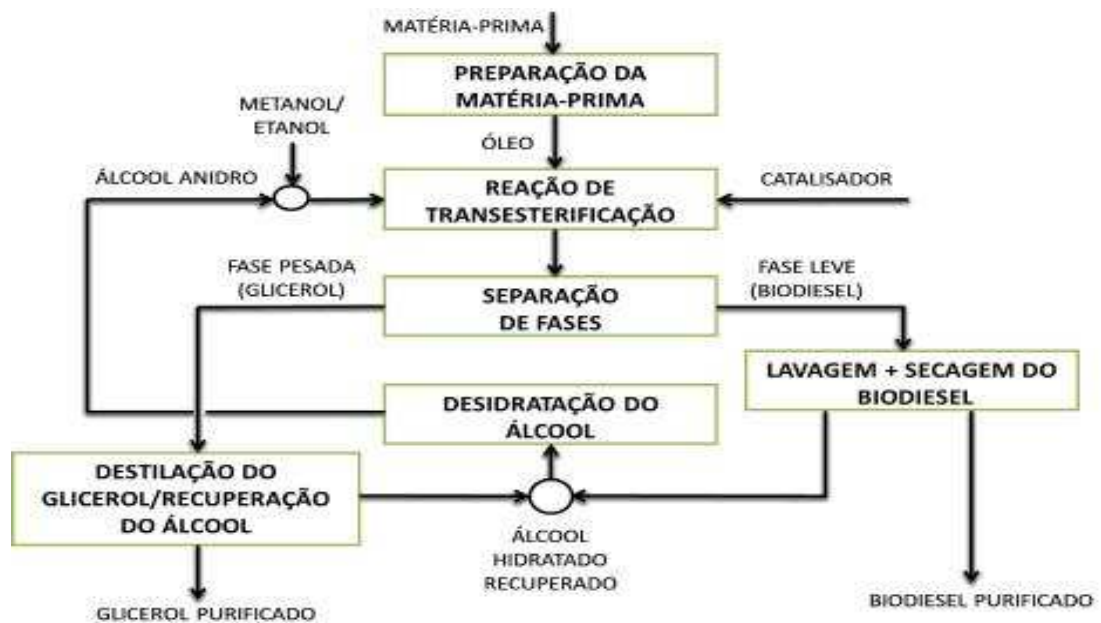 MATÉRIA-PRIMA
PREPARAÇÃO DA
MATÉRIA-PRIMA
METANOL/
ETANOL
ÓLEO
ÁLCOOL ANIDRO
REAÇÃO DE
TRANSESTERIFICAÇÃO
CATALISADOR
FASE PESADA
(GLICEROL)
SEPARAÇÃO
DE FASES
FASE LEVE
(BIODIESEL)
LAVAGEM + SECAGEM DO
BIODIESEL
DESIDRATAÇÃO DO
ÁLCOOL
DESTILAÇÃO DO
GLICEROL/RECUPERAÇÃO
DO ÁLCOOL
ÁLCOOL
HIDRATADO
RECUPERADO
GLICEROL PURIFICADO
BIODIESEL PURIFICADO